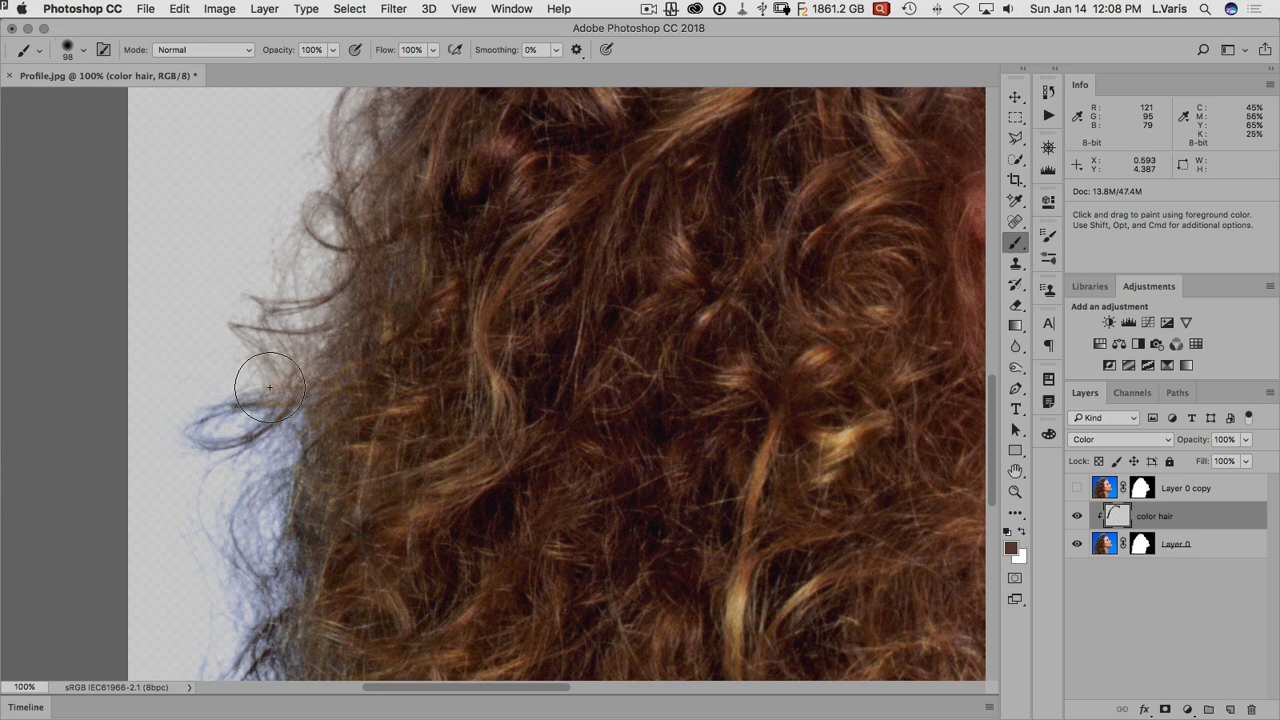 Photoshop CC File Edit Image Layer Type Select Filter 3D View Window Help 1861.2 GB Sun Jan 14 12:08 PM L.Varis
Adobe Photoshop CC 2018
98 Mode: Normal Opacity: 100% Flow: 100% Smoothing: 0%
× Profile.jpg @ 100% (color hair, RGB/8) *
Info
R: 121 C: 45%
G: 95 M: 56%
B: 79 Y: 65%
K: 25%
8-bit 8-bit
X: 0.593 W:
Y: 4.387 H:
Doc: 13.8M/47.4M
Click and drag to paint using foreground color.
Use Shift, Opt, and Cmd for additional options.
Libraries Adjustments
Add an adjustment
Layers Channels Paths
Kind
Color Opacity: 100%
Lock: Fill: 100%
Layer 0 copy
color hair
Layer 0
100% sRGB IEC61966-2.1 (8bpc)
Timeline